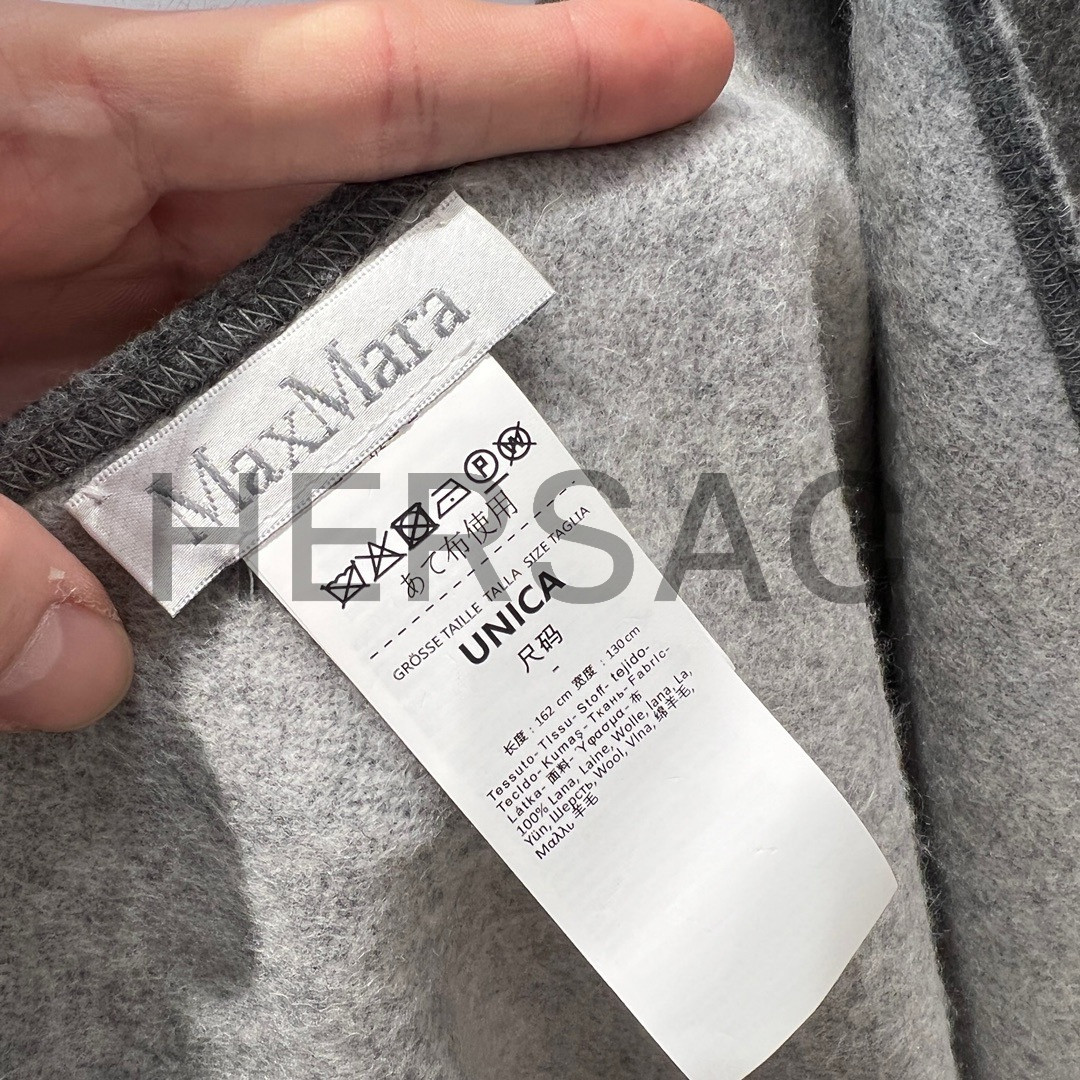 MaxMara
HERSAG
P
W
あて布使用
GRÖSSE TAILLE TALLA SIZE TAGLIA
UNICA
尺码
-
长度 : 162 cm 宽度 : 130 cm
Tessuto- Tissu- Stoff- tejido-
Tecido- Kumaş- Ткань- Fabric-
Látka- 面料- Υφασμα- 布
100% Lana, Laine, Wolle, lana, La,
Yün, Шерсть, Wool, Vlna, 绵羊毛,
Μαλλι 羊毛